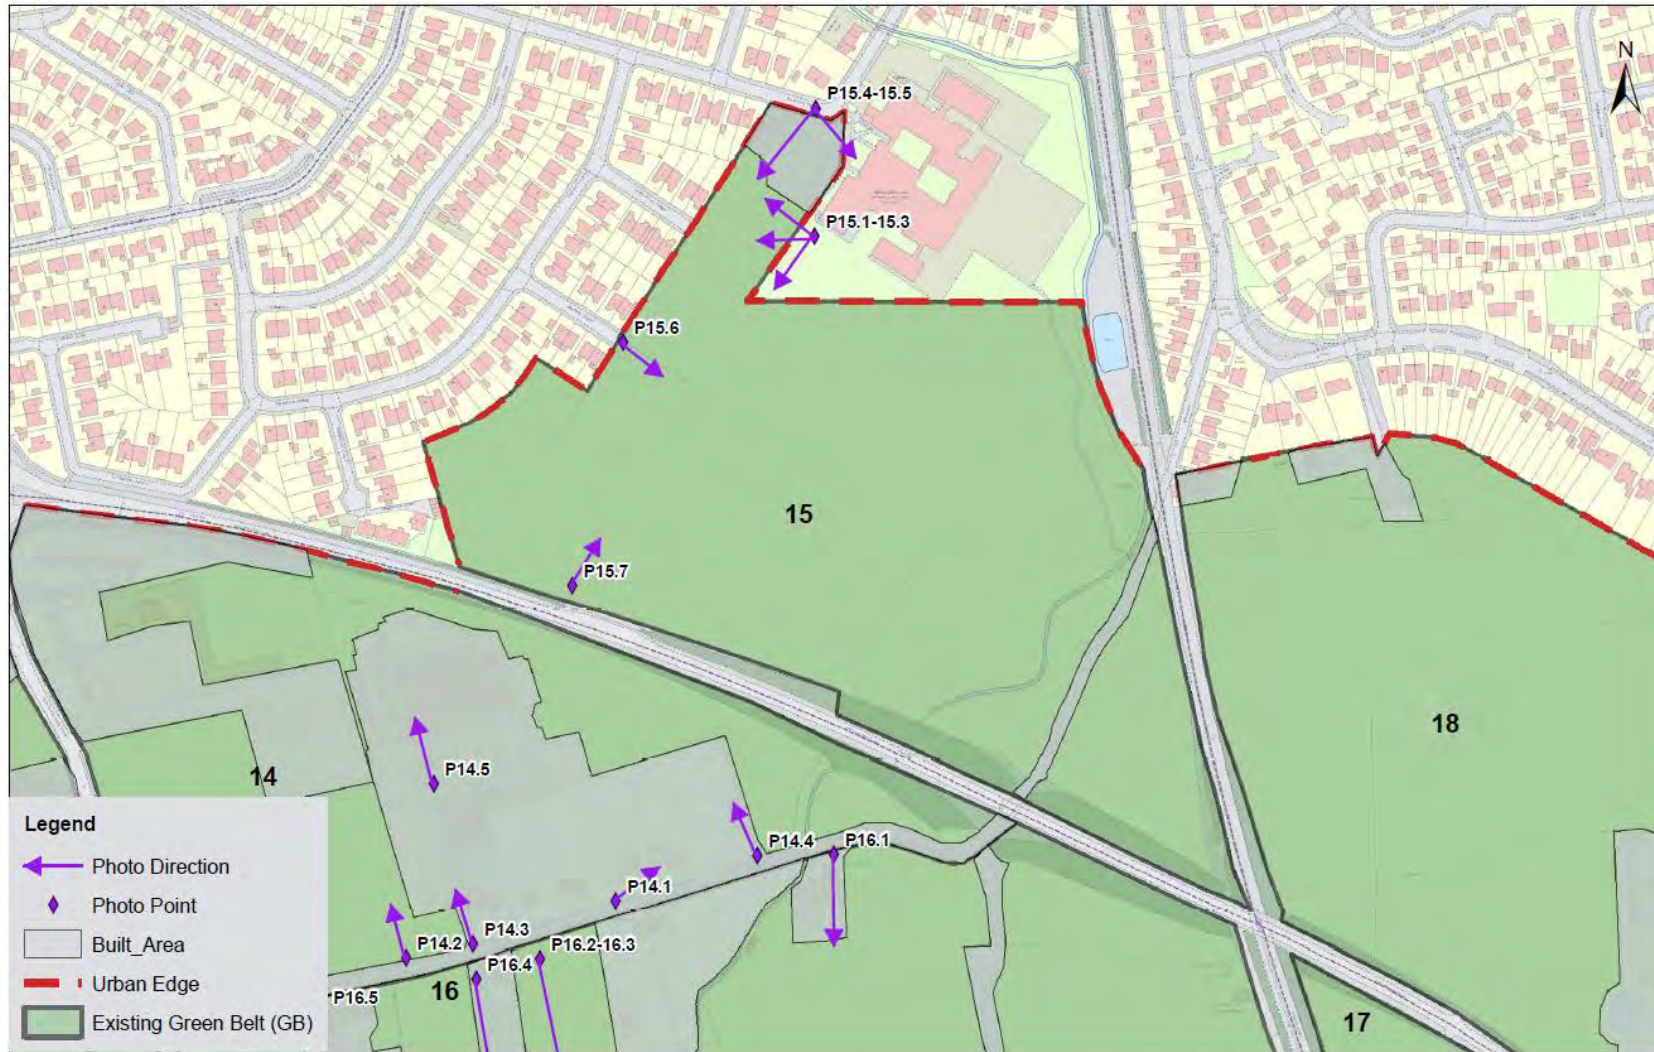 N
P15.4-15.5
P15.1-15.3
P15.6
15
P15.7
18
14
P14.5
Legend
Photo Direction
Photo Point
Built_Area
Urban Edge
Existing Green Belt (GB)
P14.4
P16.1
P14.1
P14.3
P14.2
P16.2-16.3
P16.4
P16.5
16
17